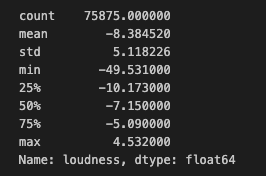 count    75875.000000
mean        -8.384520
std          5.118226
min        -49.531000
25%        -10.173000
50%         -7.150000
75%         -5.090000
max          4.532000
Name: loudness, dtype: float64